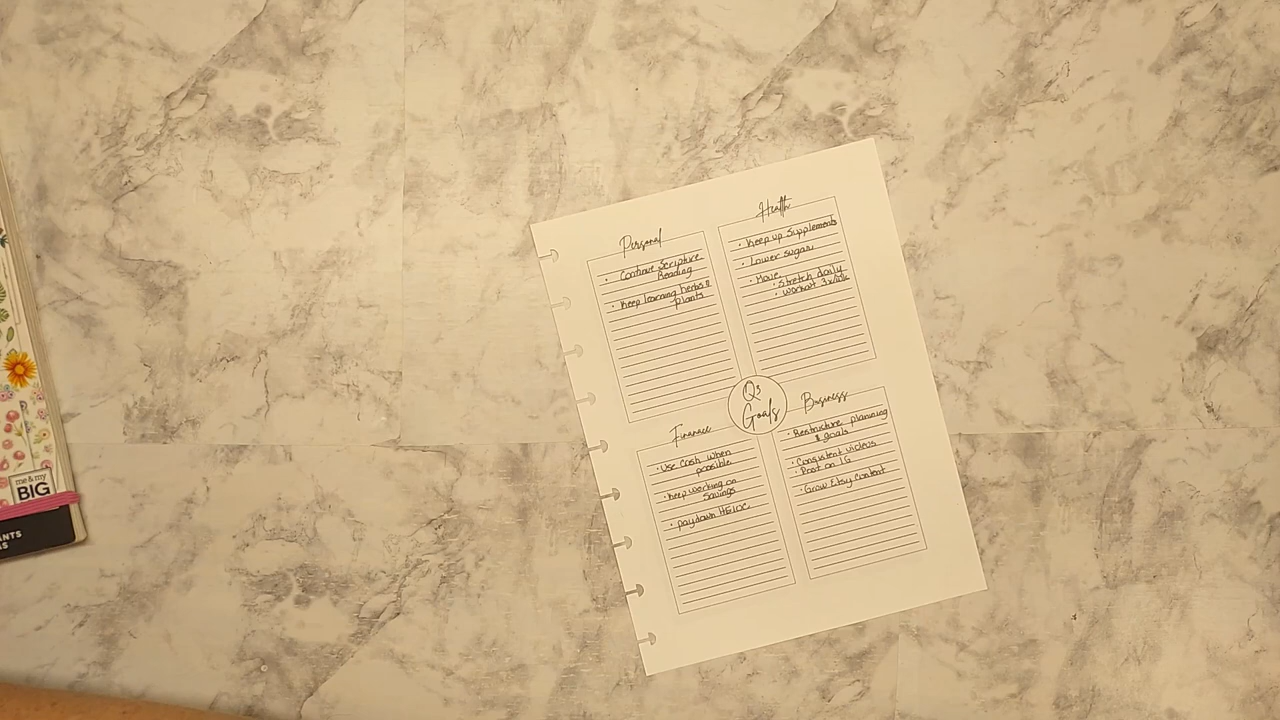 Personal
• Continue Scripture
Reading
• Keep learning herbs &
plants
Health
• Keep up Supplements
• Lower sugar
• Move
• Stretch daily
• Workout 3x/wk
Q3
Goals
Finance
• Use Cash when
possible
• Keep working on
Savings
• paydown HELOC
Business
• Restructure planning
& goals
• Consistent videos
• Post on IG
• Grow Etsy content
me & my
BIG
ANTS
AS